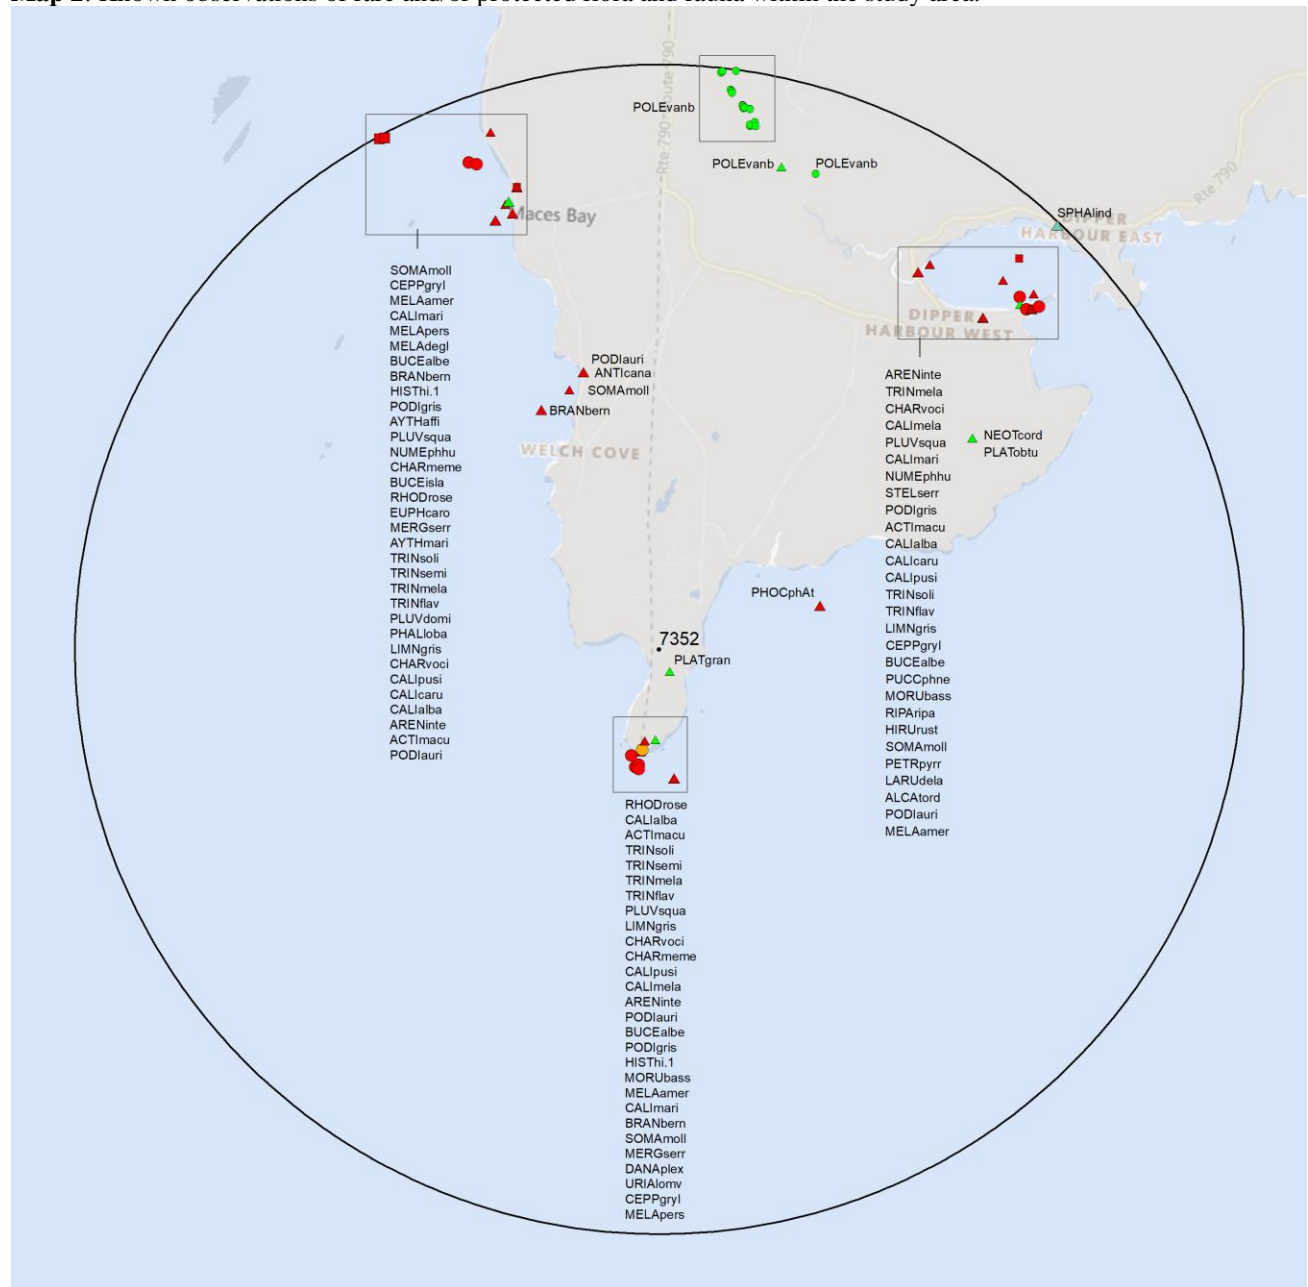 Map 2: Known observations of rare and/or protected flora and fauna within the study area.
Rte 790
Route 790
POLEvanb
POLEvanb
POLEvanb
Rte 790
Maces Bay
SPHAlind
DIPPER
HARBOUR EAST
DIPPER
HARBOUR WEST
SOMAmoll
CEPPgryl
MELAamer
CALImari
MELApers
MELAdegl
BUCEalbe
BRANbern
HISThi.1
PODIgris
AYTHaffi
PLUVsqua
NUMEphhu
CHARmeme
BUCEisla
RHODrose
EUPHcaro
MERGserr
AYTHmari
TRINsoli
TRINsemi
TRINmela
TRINflav
PLUVdomi
PHALloba
LIMNgris
CHARvoci
CALIpusi
CALIcaru
CALIalba
ARENinte
ACTImacu
PODIauri
PODIauri
ANTIcana
SOMAmoll
BRANbern
WELCH COVE
ARENinte
TRINmela
CHARvoci
CALImela
PLUVsqua
CALImari
NUMEphhu
STELserr
PODIgris
ACTImacu
CALIalba
CALIcaru
CALIpusi
TRINsoli
TRINflav
LIMNgris
CEPPgryl
BUCEalbe
PUCCphne
MORUbass
RIPAripa
HIRUrust
SOMAmoll
PETRpyrr
LARUdela
ALCAtord
PODIauri
MELAamer
NEOTcord
PLATobtu
PHOCphAt
7352
PLATgran
RHODrose
CALIalba
ACTImacu
TRINsoli
TRINsemi
TRINmela
TRINflav
PLUVsqua
LIMNgris
CHARvoci
CHARmeme
CALIpusi
CALImela
ARENinte
PODIauri
BUCEalbe
PODIgris
HISThi.1
MORUbass
MELAamer
CALImari
BRANbern
SOMAmoll
MERGserr
DANAplex
URIAlomv
CEPPgryl
MELApers